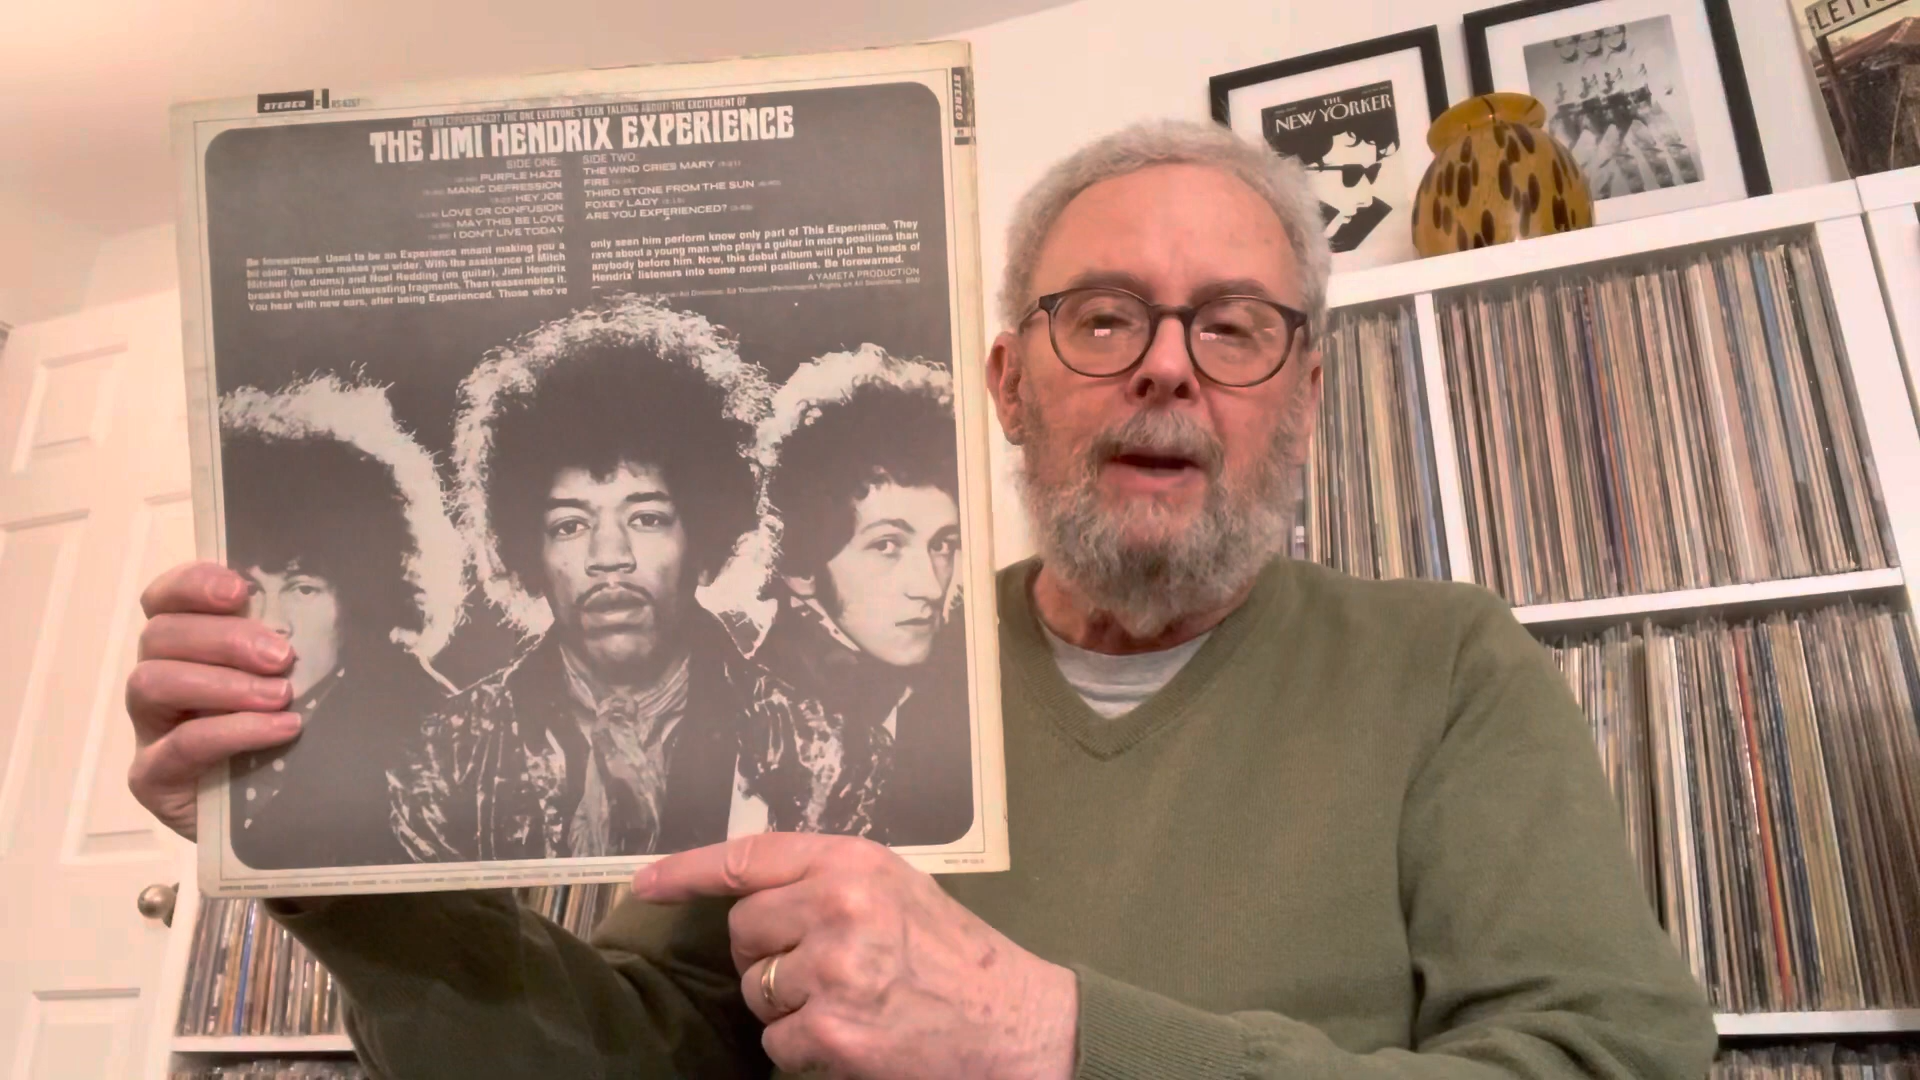 STEREO
RS-6267
STEREO
ARE YOU EXPERIENCED? THE ONE EVERYONE'S BEEN TALKING ABOUT! THE EXCITEMENT OF
THE JIMI HENDRIX EXPERIENCE
SIDE ONE:
PURPLE HAZE
MANIC DEPRESSION
HEY JOE
LOVE OR CONFUSION
MAY THIS BE LOVE
I DON'T LIVE TODAY
SIDE TWO:
THE WIND CRIES MARY
FIRE
THIRD STONE FROM THE SUN
FOXEY LADY
ARE YOU EXPERIENCED?
Be forewarned. Used to be an Experience meant making you a
bit older. This one makes you wider. With the assistance of Mitch
Mitchell (on drums) and Noel Redding (on guitar), Jimi Hendrix
breaks the world into interesting fragments. Then reassembles it.
You hear with new ears, after being Experienced. Those who've
only seen him perform know only part of This Experience. They
rave about a young man who plays a guitar in more positions than
anybody before him. Now, this debut album will put the heads of
Hendrix' listeners into some novel positions. Be forewarned.
A YAMETA PRODUCTION
THE
NEW YORKER